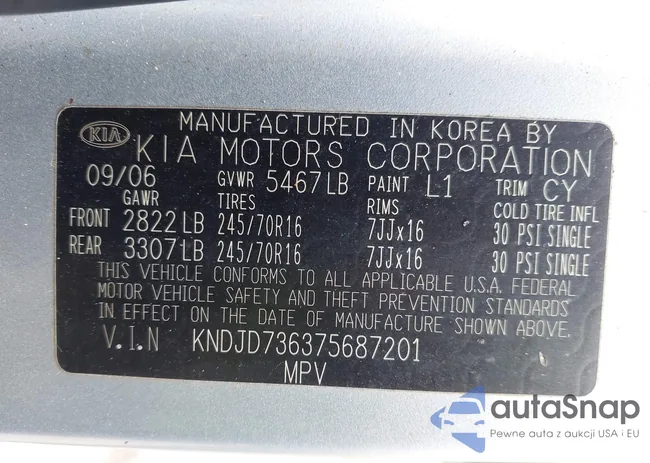 KIA
MANUFACTURED IN KOREA BY
KIA MOTORS CORPORATION
09/06 GVWR 5467LB PAINT L1 TRIM CY
GAWR TIRES RIMS COLD TIRE INFL
FRONT 2822LB 245/70R16 7JJx16 30 PSI SINGLE
REAR 3307LB 245/70R16 7JJx16 30 PSI SINGLE
THIS VEHICLE CONFORMS TO ALL APPLICABLE U.S.A. FEDERAL
MOTOR VEHICLE SAFETY AND THEFT PREVENTION STANDARDS
IN EFFECT ON THE DATE OF MANUFACTURE SHOWN ABOVE.
V.I.N KNDJD736375687201
MPV
autaSnap
Pewne auta z aukcji USA i EU